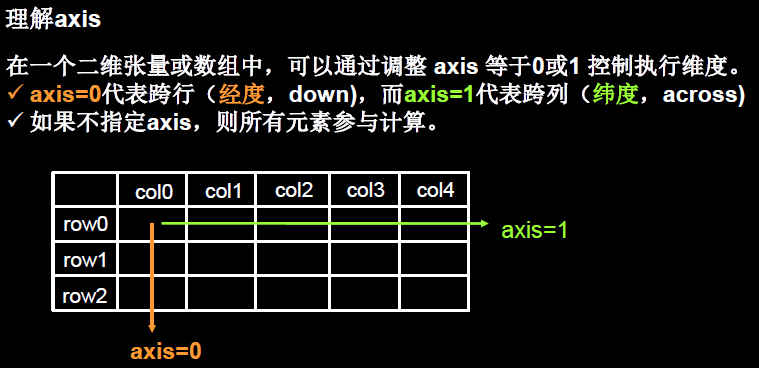 理解axis
在一个二维张量或数组中，可以通过调整 axis 等于0或1 控制执行维度。
✓ axis=0代表跨行（经度，down)，而axis=1代表跨列（纬度，across)
✓ 如果不指定axis，则所有元素参与计算。
col0 col1 col2 col3 col4
row0
axis=1
row1
row2
axis=0